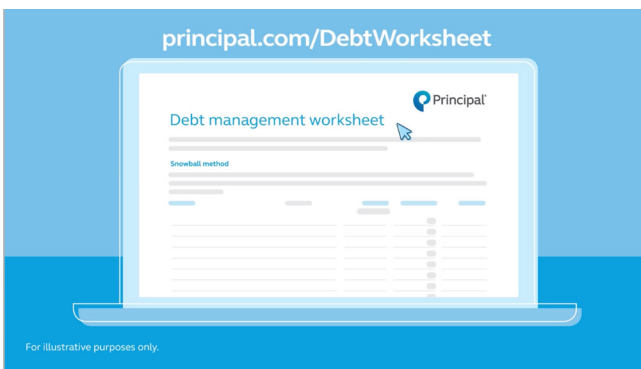 principal.com/DebtWorksheet
Principal®
Debt management worksheet
Snowball method
For illustrative purposes only.